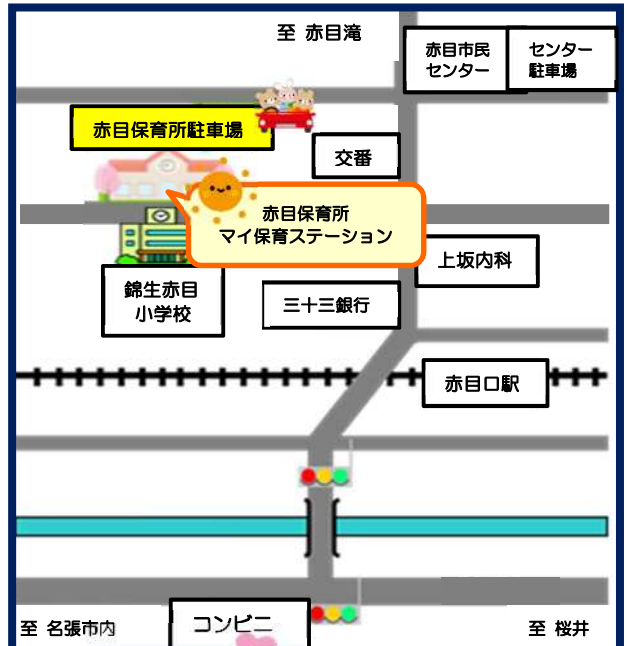 至 赤目滝
赤目市民
センター
センター
駐車場
赤目保育所駐車場
交番
赤目保育所
マイ保育ステーション
上坂内科
錦生赤目
小学校
三十三銀行
赤目口駅
至 名張市内
コンビニ
至 桜井